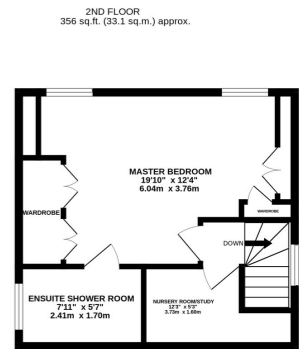 2ND FLOOR
356 sq.ft. (33.1 sq.m.) approx.
MASTER BEDROOM
19'10" x 12'4"
6.04m x 3.76m
WARDROBE
WARDROBE
DOWN
ENSUITE SHOWER ROOM
7'11" x 5'7"
2.41m x 1.70m
NURSERY ROOM/STUDY
12'3" x 5'3"
3.73m x 1.60m